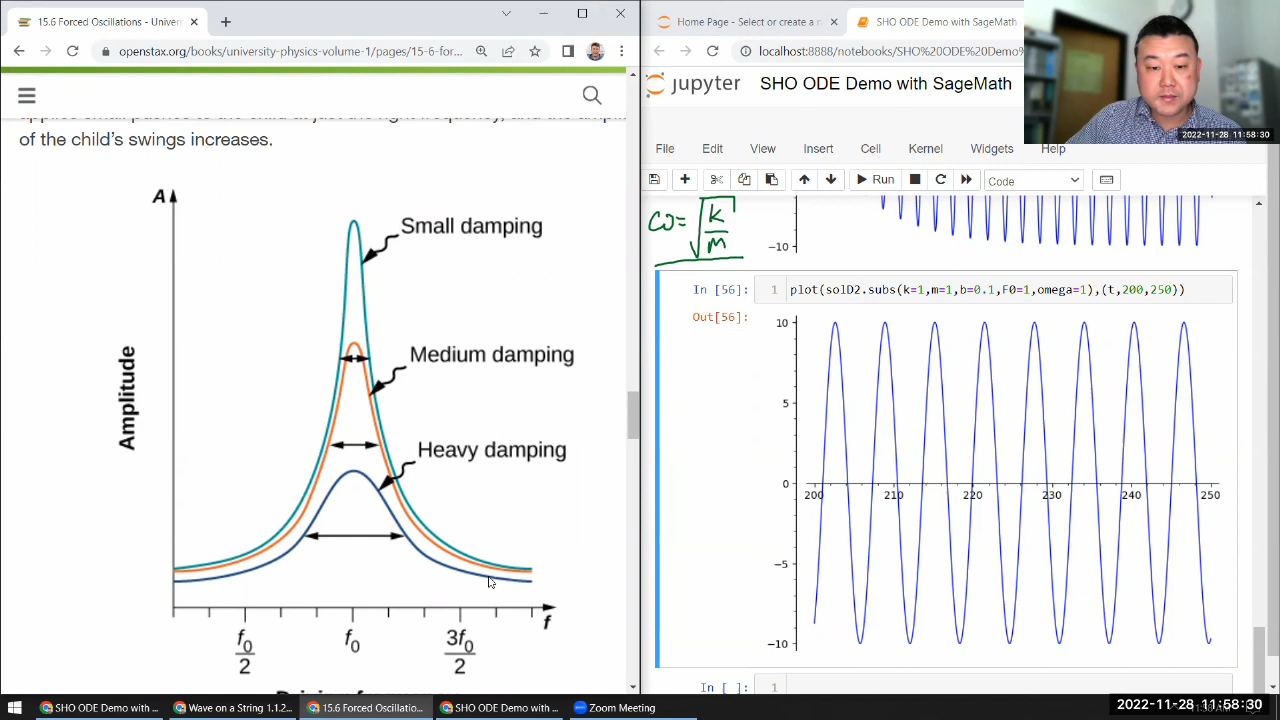 15.6 Forced Oscillations - Univers
openstax.org/books/university-physics-volume-1/pages/15-6-for...
of the child's swings increases.
A
Small damping
Medium damping
Heavy damping
Amplitude
f
f0/2
f0
3f0/2
Home Page - Select or create a n
SHO ODE Demo with SageMath
localhost:8888/notebooks/SHO%20ODE%20Demo%
jupyter
SHO ODE Demo with SageMath
2022-11-28 11:58:30
File Edit View Insert Cell Kernel Widgets Help
Run
Code
ω=√k/m
−10
In [56]:
1 plot(solD2.subs(k=1,m=1,b=0.1,F0=1,omega=1),(t,200,250))
Out[56]:
10
5
0
−5
−10
200 210 220 230 240 250
In [ ]:
1
SHO ODE Demo with ...
Wave on a String 1.1.2...
15.6 Forced Oscillatio...
SHO ODE Demo with ...
Zoom Meeting
2022-11-28 11:58:30